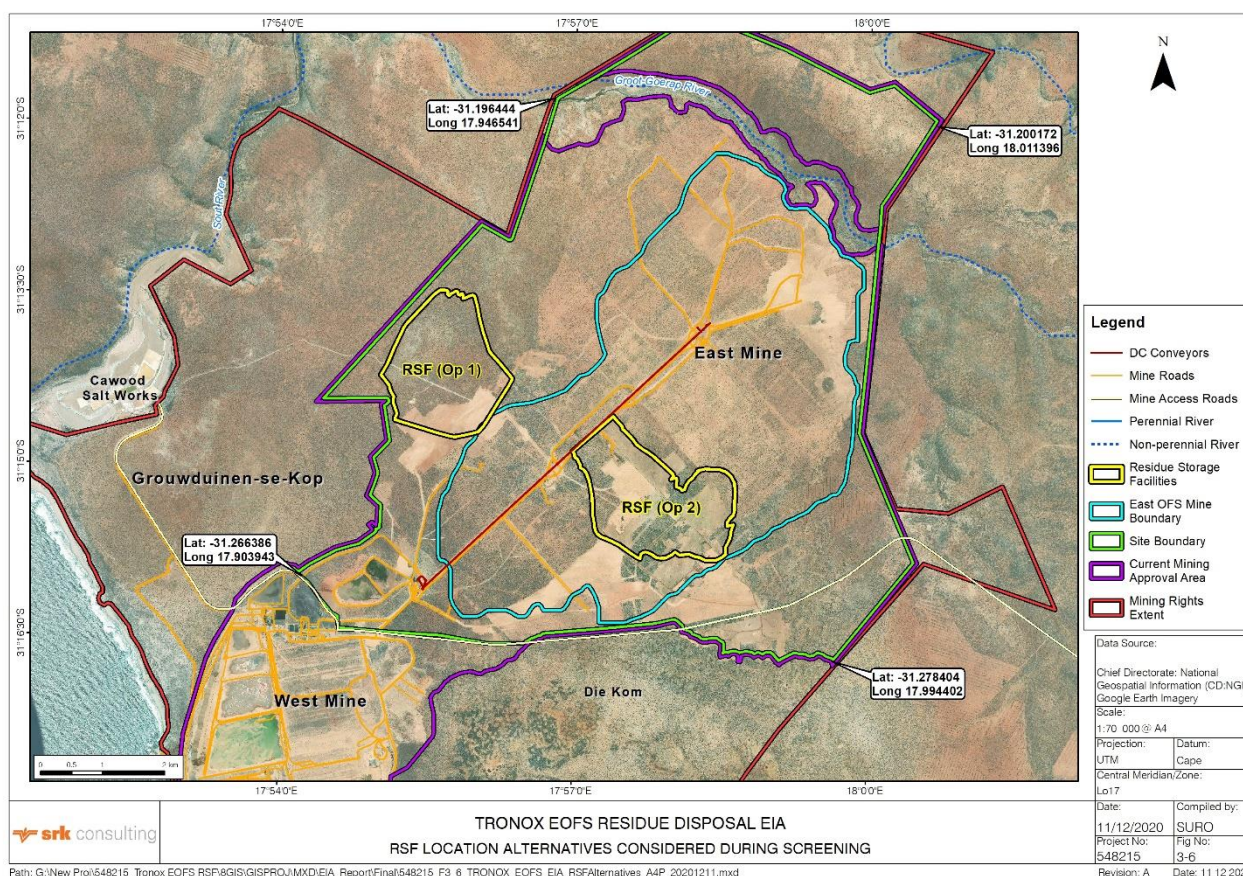 17°54'0"E
17°57'0"E
18°0'0"E
N
Groot-Goerap River
Lat: -31.196444
Long 17.946541
31°12'0"S
Lat: -31.200172
Long 18.011396
Sout River
31°13'30"S
East Mine
RSF (Op 1)
Cawood
Salt Works
31°15'0"S
Grouwduinen-se-Kop
RSF (Op 2)
Lat: -31.266386
Long 17.903943
31°16'30"S
West Mine
Die Kom
Lat: -31.278404
Long 17.994402
0 0.5 1 2 km
17°54'0"E
17°57'0"E
18°0'0"E
Legend
DC Conveyors
Mine Roads
Mine Access Roads
Perennial River
Non-perennial River
Residue Storage
Facilities
East OFS Mine
Boundary
Site Boundary
Current Mining
Approval Area
Mining Rights
Extent
Data Source:
Chief Directorate: National
Geospatial Information (CD:NGI
Google Earth Imagery
Scale:
1:70 000 @ A4
Projection: Datum:
UTM Cape
Central Meridian/Zone:
Lo17
Date: Compiled by:
11/12/2020 SURO
Project No: Fig No:
548215 3-6
Revision: A Date: 11 12 202
srk consulting
TRONOX EOFS RESIDUE DISPOSAL EIA
RSF LOCATION ALTERNATIVES CONSIDERED DURING SCREENING
Path: G:\New Proj\548215_Tronox EOFS RSF\8GIS\GISPROJ\MXD\EIA_Report\Final\548215_F3_6_TRONOX_EOFS_EIA_RSFAlternatives_A4P_20201211.mxd